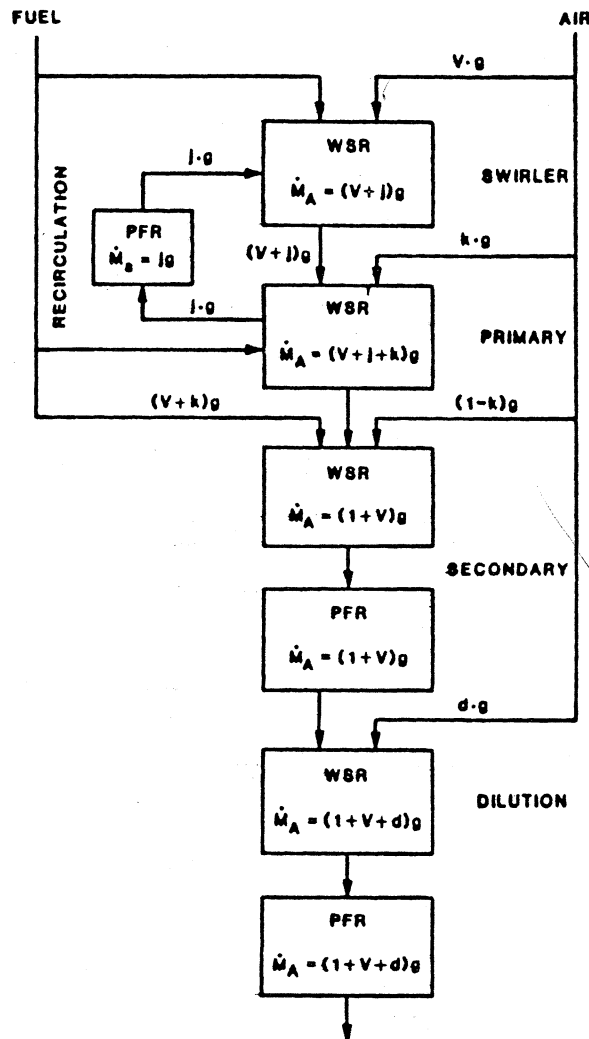 FUEL
AIR
V·g
WSR
Ṁ_A = (V+j)g
SWIRLER
j·g
RECIRCULATION
PFR
Ṁ_a = jg
(V+j)g
k·g
j·g
WSR
Ṁ_A = (V+j+k)g
PRIMARY
(V+k)g
(1-k)g
WSR
Ṁ_A = (1+V)g
SECONDARY
PFR
Ṁ_A = (1+V)g
d·g
WSR
Ṁ_A = (1+V+d)g
DILUTION
PFR
Ṁ_A = (1+V+d)g